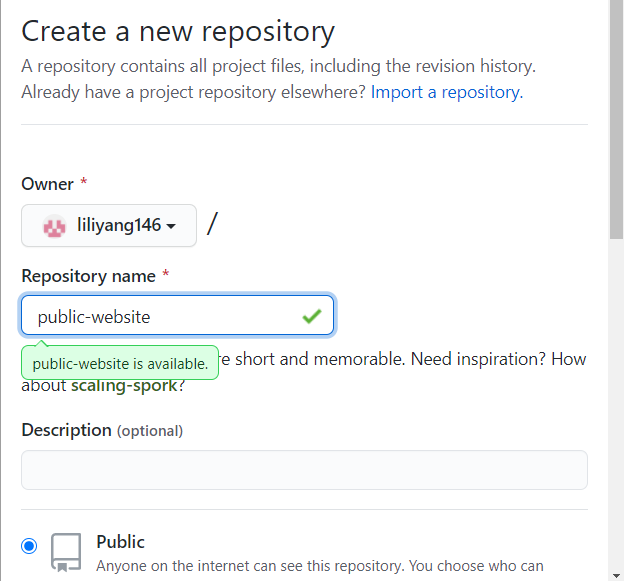 Create a new repository
A repository contains all project files, including the revision history.
Already have a project repository elsewhere? Import a repository.
Owner *
liliyang146 /
Repository name *
public-website
public-website is available. re short and memorable. Need inspiration? How
about scaling-spork?
Description (optional)
Public
Anyone on the internet can see this repository. You choose who can